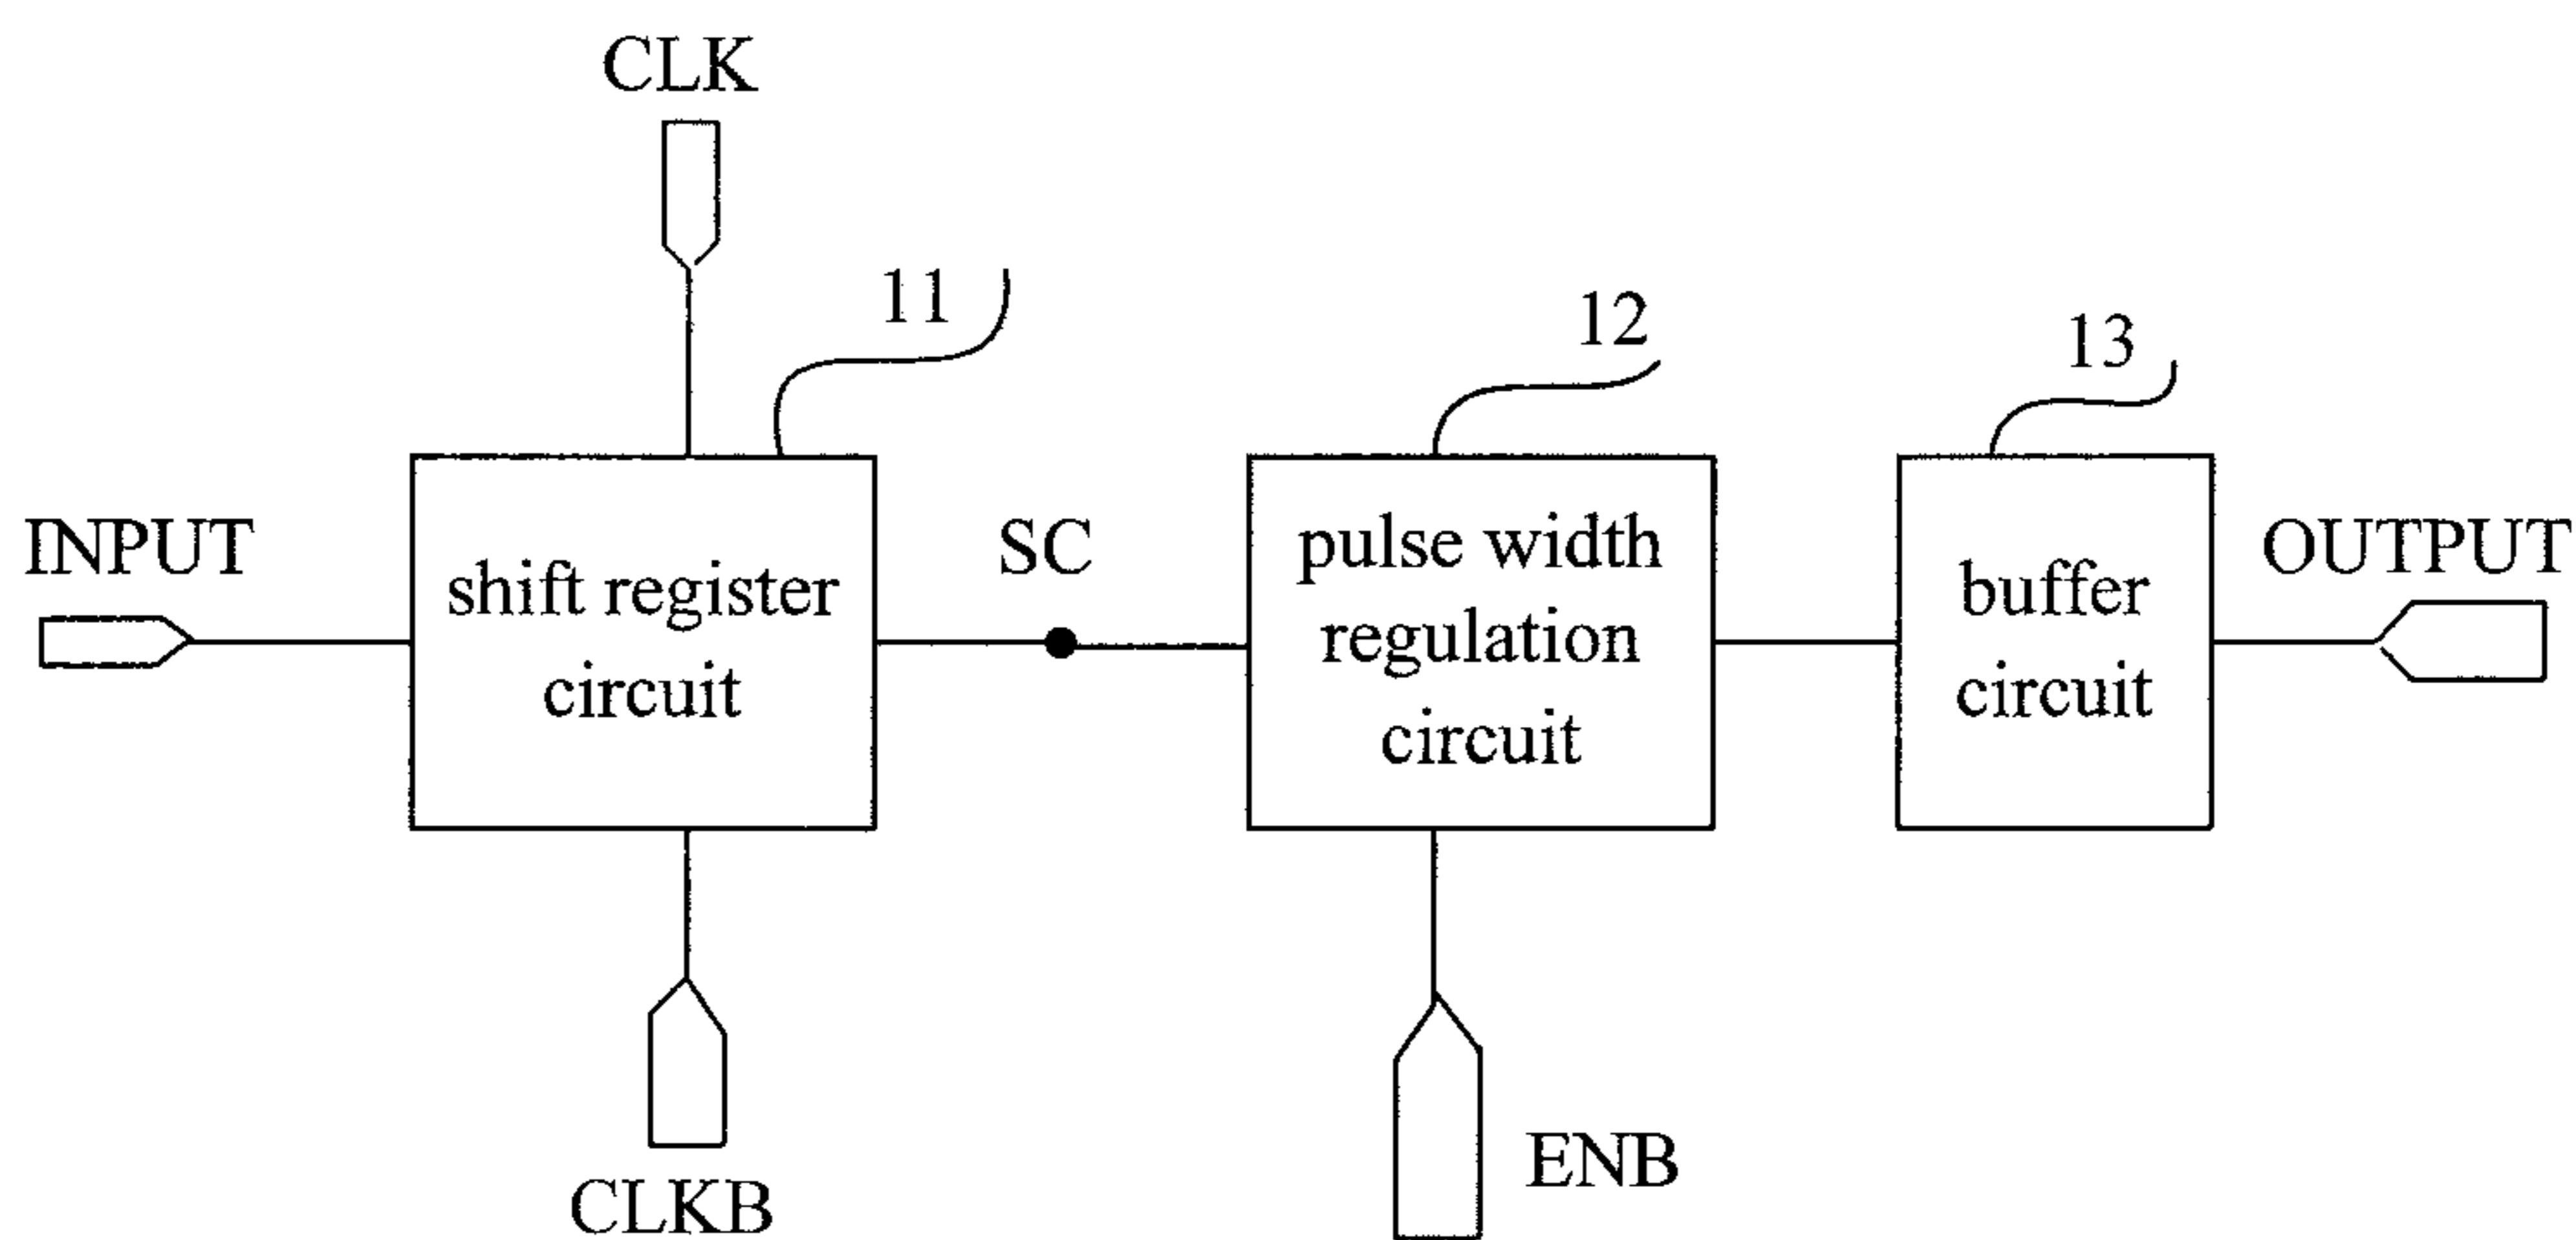 CLK
11
12
13
INPUT
shift register
circuit
SC
pulse width
regulation
circuit
buffer
circuit
OUTPUT
CLKB
ENB